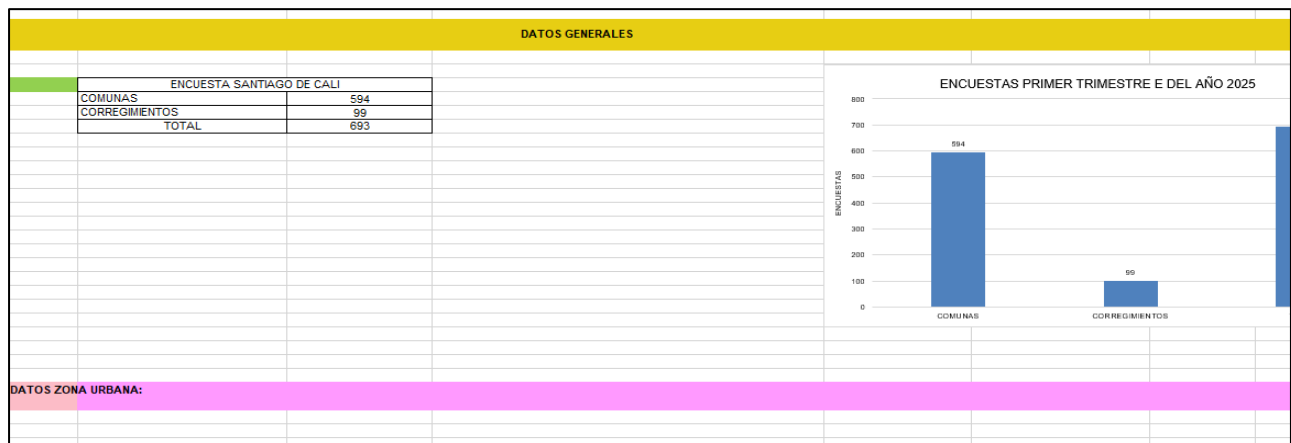 DATOS GENERALES
ENCUESTA SANTIAGO DE CALI
COMUNAS 594
CORREGIMIENTOS 99
TOTAL 693
ENCUESTAS PRIMER TRIMESTRE E DEL AÑO 2025
800
700
600
500
400
300
200
100
0
ENCUESTAS
594
99
COMUNAS CORREGIMIENTOS
DATOS ZONA URBANA: